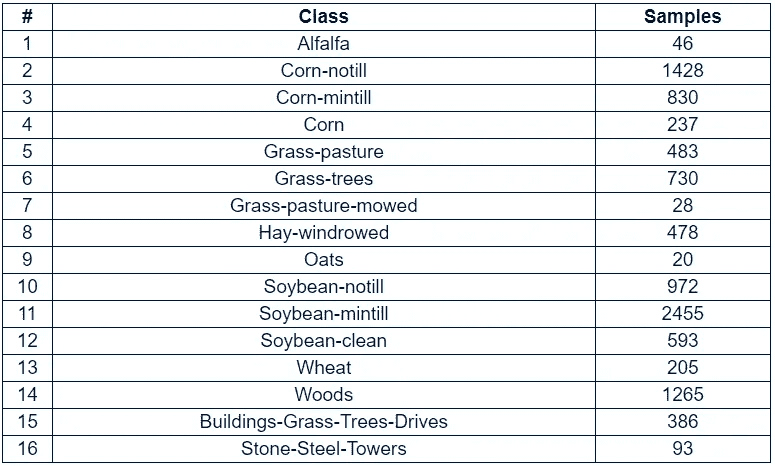 # Class Samples
1 Alfalfa 46
2 Corn-notill 1428
3 Corn-mintill 830
4 Corn 237
5 Grass-pasture 483
6 Grass-trees 730
7 Grass-pasture-mowed 28
8 Hay-windrowed 478
9 Oats 20
10 Soybean-notill 972
11 Soybean-mintill 2455
12 Soybean-clean 593
13 Wheat 205
14 Woods 1265
15 Buildings-Grass-Trees-Drives 386
16 Stone-Steel-Towers 93